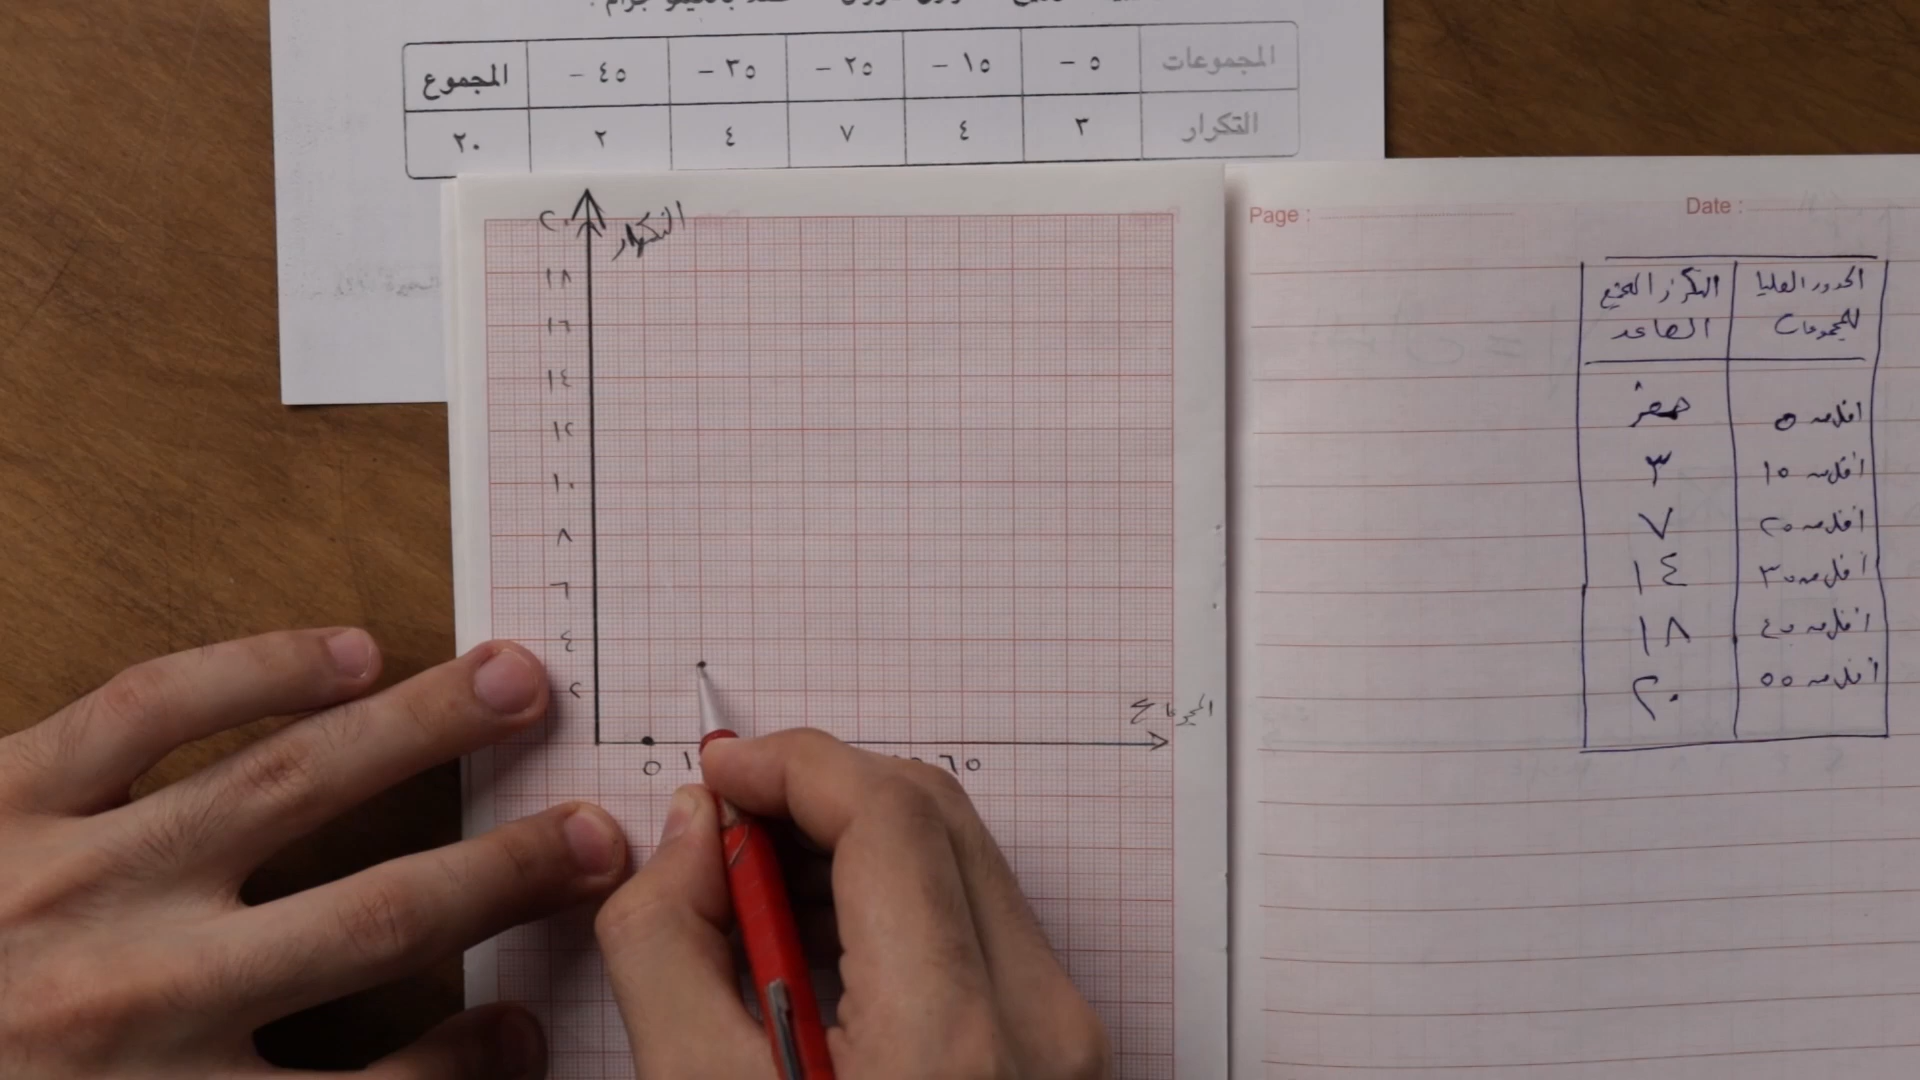 المجموعات ٥ - ١٥ - ٢٥ - ٣٥ - ٤٥ - المجموع
التكرار ٣ ٤ ٧ ٤ ٢ ٢٠
التكرار
٢٠
١٨
١٦
١٤
١٢
١٠
٨
٦
٤
٢
المجموعات
٥ ٦٥
Page :
Date :
الحدود العليا التكرار المتجمع
للمجموعات الصاعد
أقل من ٥ صفر
أقل من ١٥ ٣
أقل من ٢٥ ٧
أقل من ٣٥ ١٤
أقل من ٤٥ ١٨
أقل من ٥٥ ٢٠